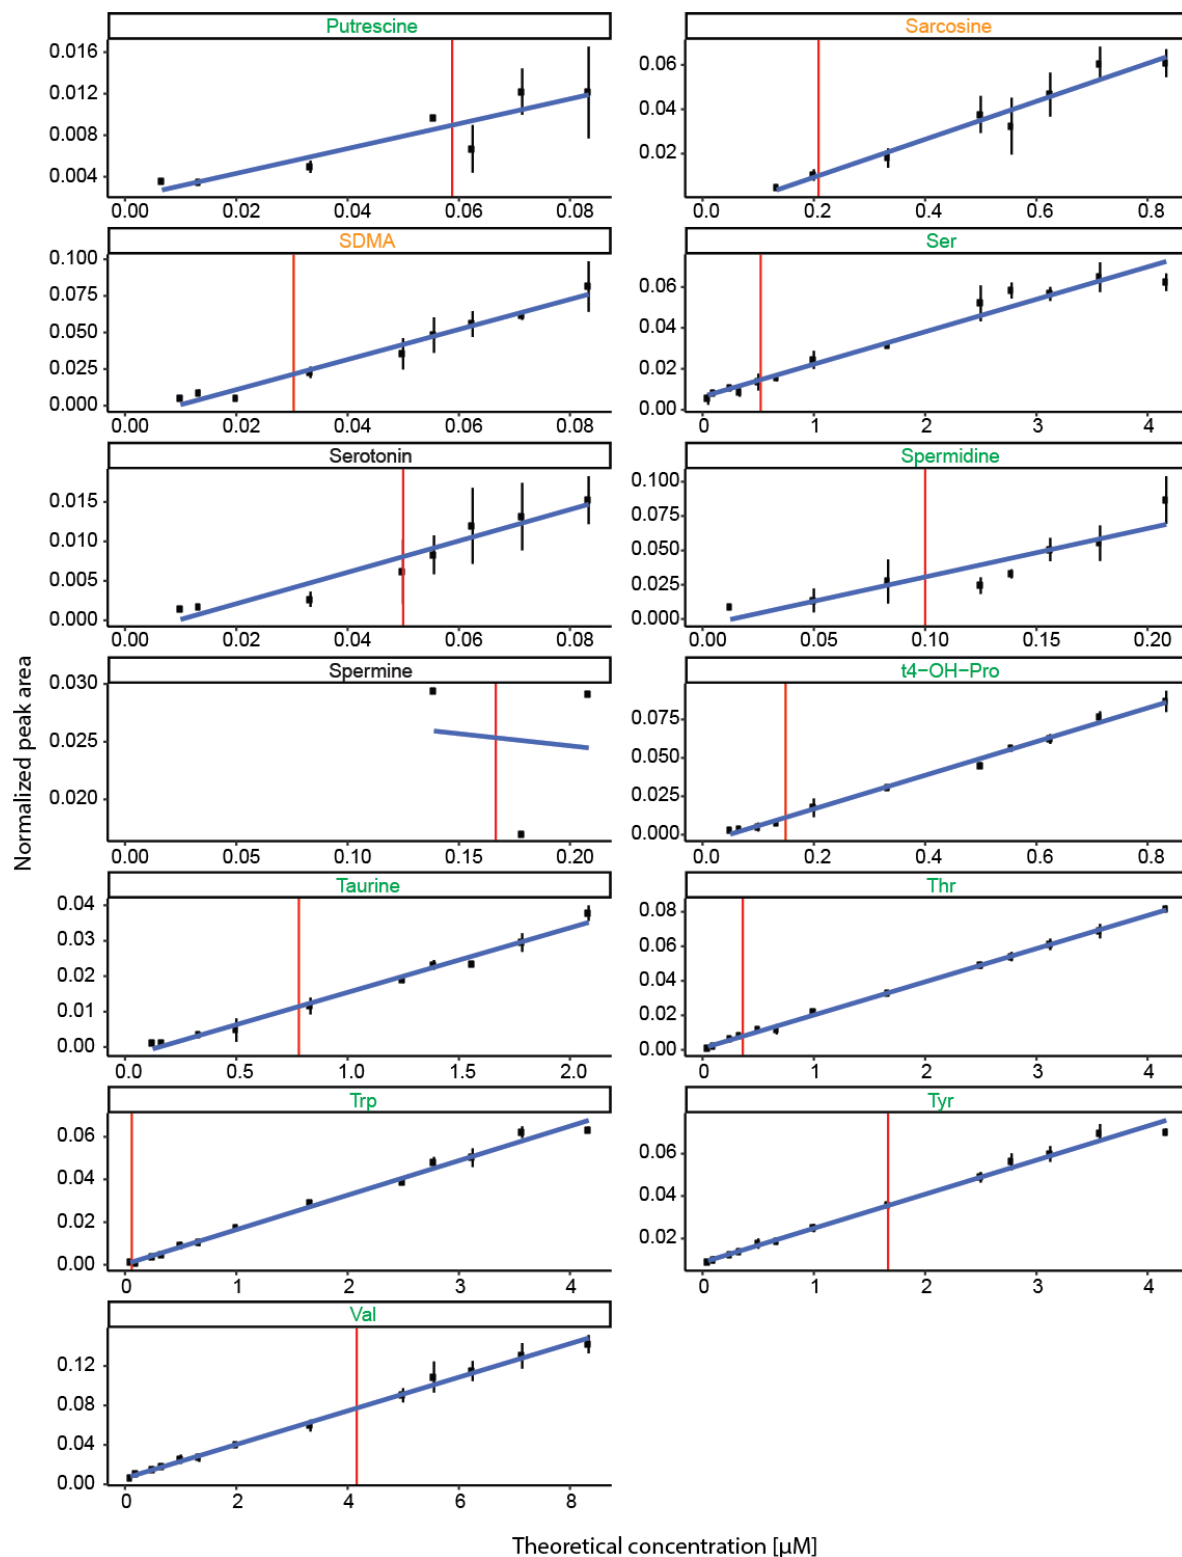 Putrescine
0.016
0.012
0.008
0.004
0.00 0.02 0.04 0.06 0.08
Sarcosine
0.06
0.04
0.02
0.0 0.2 0.4 0.6 0.8
SDMA
0.100
0.075
0.050
0.025
0.000
0.00 0.02 0.04 0.06 0.08
Ser
0.06
0.04
0.02
0.00
0 1 2 3 4
Serotonin
0.015
0.010
0.005
0.000
0.00 0.02 0.04 0.06 0.08
Spermidine
0.100
0.075
0.050
0.025
0.000
0.00 0.05 0.10 0.15 0.20
Normalized peak area
Spermine
0.030
0.025
0.020
0.00 0.05 0.10 0.15 0.20
t4−OH−Pro
0.075
0.050
0.025
0.000
0.0 0.2 0.4 0.6 0.8
Taurine
0.04
0.03
0.02
0.01
0.00
0.0 0.5 1.0 1.5 2.0
Thr
0.08
0.06
0.04
0.02
0.00
0 1 2 3 4
Trp
0.06
0.04
0.02
0.00
0 1 2 3 4
Tyr
0.06
0.04
0.02
0 1 2 3 4
Val
0.12
0.08
0.04
0.00
0 2 4 6 8
Theoretical concentration [µM]